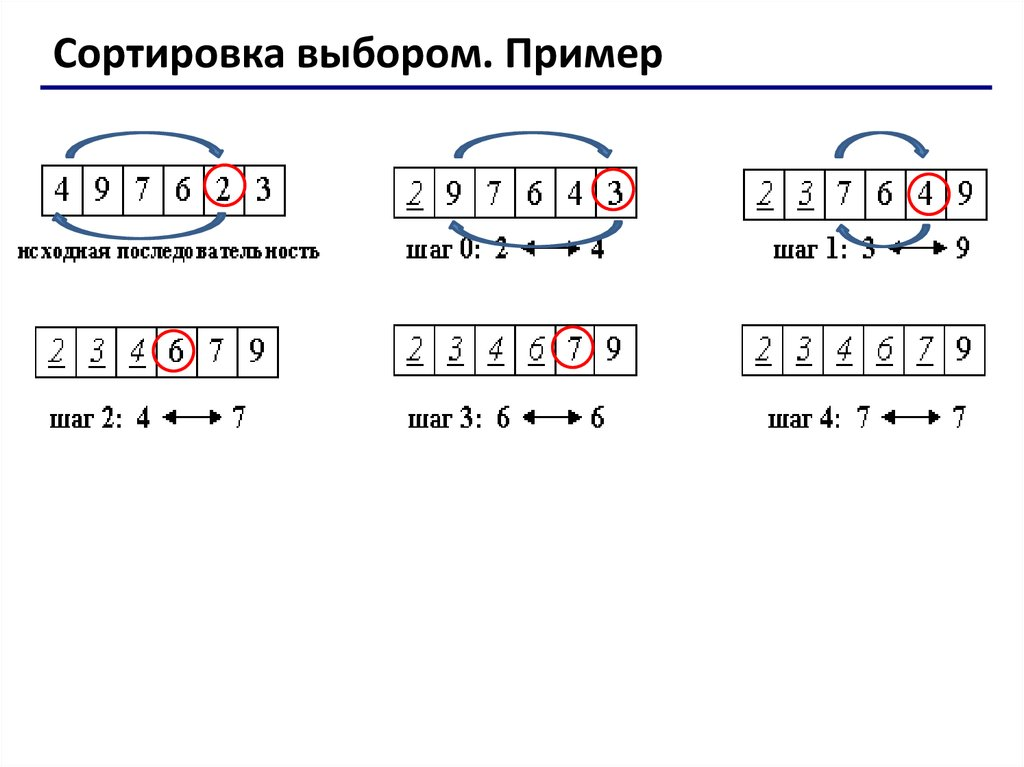 Сортировка выбором. Пример
4 9 7 6 2 3
исходная последовательность
2 9 7 6 4 3
шаг 0: 2 4
2 3 7 6 4 9
шаг 1: 3 9
2 3 4 6 7 9
шаг 2: 4 7
2 3 4 6 7 9
шаг 3: 6 6
2 3 4 6 7 9
шаг 4: 7 7